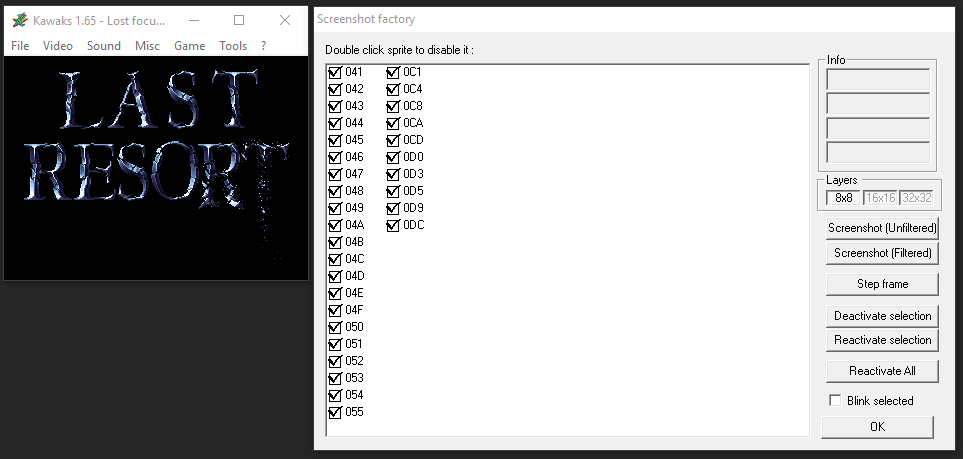 Kawaks 1.65 - Lost focu...
File Video Sound Misc Game Tools ?
LAST
RESORT
Screenshot factory
Double click sprite to disable it :
041 0C1
042 0C4
043 0C8
044 0CA
045 0CD
046 0D0
047 0D3
048 0D5
049 0D9
04A 0DC
04B
04C
04D
04E
04F
050
051
052
053
054
055
Info
Layers
8x8 16x16 32x32
Screenshot (Unfiltered)
Screenshot (Filtered)
Step frame
Deactivate selection
Reactivate selection
Reactivate All
Blink selected
OK